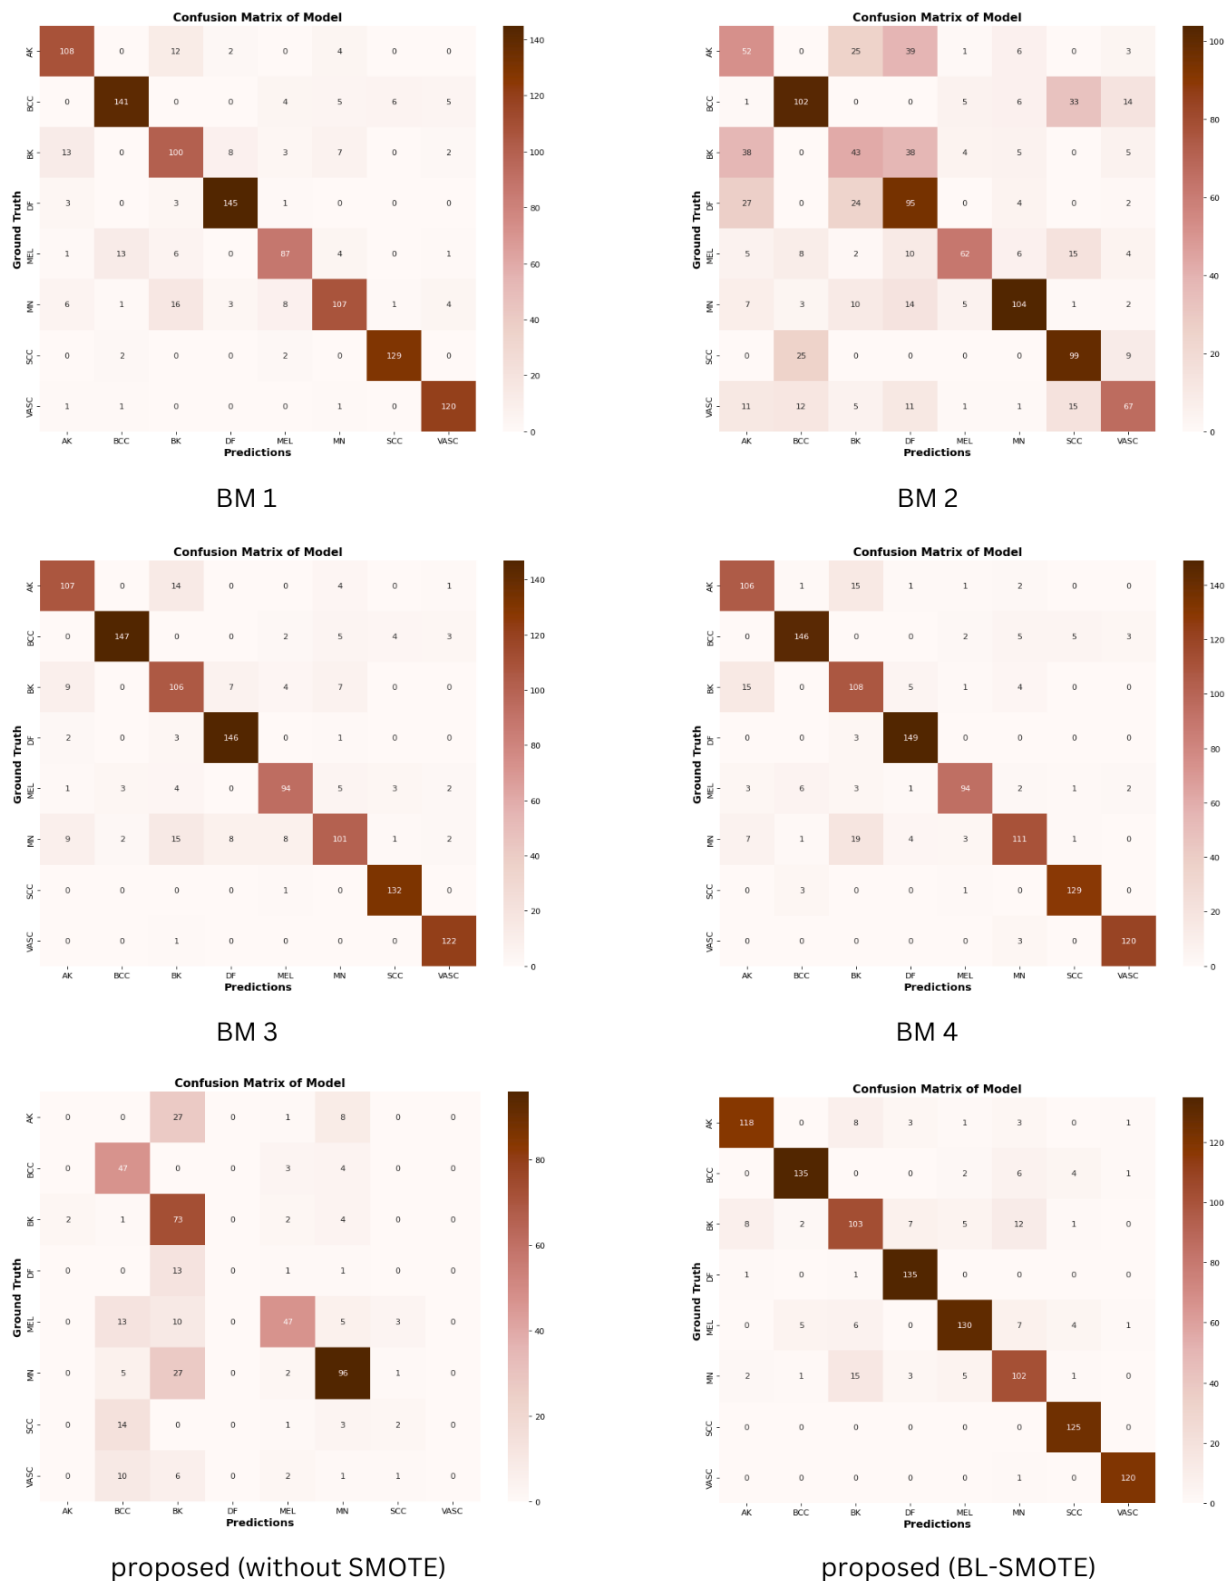 Confusion Matrix of Model
Ground Truth
AK 108 0 12 2 0 4 0 0
BCC 0 141 0 0 4 5 6 5
BK 13 0 100 8 3 7 0 2
DF 3 0 3 145 1 0 0 0
MEL 1 13 6 0 87 4 0 1
MN 6 1 16 3 8 107 1 4
SCC 0 2 0 0 2 0 129 0
VASC 1 1 0 0 0 1 0 120
AK BCC BK DF MEL MN SCC VASC
Predictions
140
120
100
80
60
40
20
0
BM 1
Confusion Matrix of Model
Ground Truth
AK 52 0 25 39 1 6 0 3
BCC 1 102 0 0 5 6 33 14
BK 38 0 43 38 4 5 0 5
DF 27 0 24 95 0 4 0 2
MEL 5 8 2 10 62 6 15 4
MN 7 3 10 14 5 104 1 2
SCC 0 25 0 0 0 0 99 9
VASC 11 12 5 11 1 1 15 67
AK BCC BK DF MEL MN SCC VASC
Predictions
100
80
60
40
20
0
BM 2
Confusion Matrix of Model
Ground Truth
AK 107 0 14 0 0 4 0 1
BCC 0 147 0 0 2 5 4 3
BK 9 0 106 7 4 7 0 0
DF 2 0 3 146 0 1 0 0
MEL 1 3 4 0 94 5 3 2
MN 9 2 15 8 8 101 1 2
SCC 0 0 0 0 1 0 132 0
VASC 0 0 1 0 0 0 0 122
AK BCC BK DF MEL MN SCC VASC
Predictions
140
120
100
80
60
40
20
0
BM 3
Confusion Matrix of Model
Ground Truth
AK 106 1 15 1 1 2 0 0
BCC 0 146 0 0 2 5 5 3
BK 15 0 108 5 1 4 0 0
DF 0 0 3 149 0 0 0 0
MEL 3 6 3 1 94 2 1 2
MN 7 1 19 4 3 111 1 0
SCC 0 3 0 0 1 0 129 0
VASC 0 0 0 0 0 3 0 120
AK BCC BK DF MEL MN SCC VASC
Predictions
140
120
100
80
60
40
20
0
BM 4
Confusion Matrix of Model
Ground Truth
AK 0 0 27 0 1 8 0 0
BCC 0 47 0 0 3 4 0 0
BK 2 1 73 0 2 4 0 0
DF 0 0 13 0 1 1 0 0
MEL 0 13 10 0 47 5 3 0
MN 0 5 27 0 2 96 1 0
SCC 0 14 0 0 1 3 2 0
VASC 0 10 6 0 2 1 1 0
AK BCC BK DF MEL MN SCC VASC
Predictions
80
60
40
20
0
proposed (without SMOTE)
Confusion Matrix of Model
Ground Truth
AK 118 0 8 3 1 3 0 1
BCC 0 135 0 0 2 6 4 1
BK 8 2 103 7 5 12 1 0
DF 1 0 1 135 0 0 0 0
MEL 0 5 6 0 130 7 4 1
MN 2 1 15 3 5 102 1 0
SCC 0 0 0 0 0 0 125 0
VASC 0 0 0 0 0 1 0 120
AK BCC BK DF MEL MN SCC VASC
Predictions
120
100
80
60
40
20
0
proposed (BL-SMOTE)